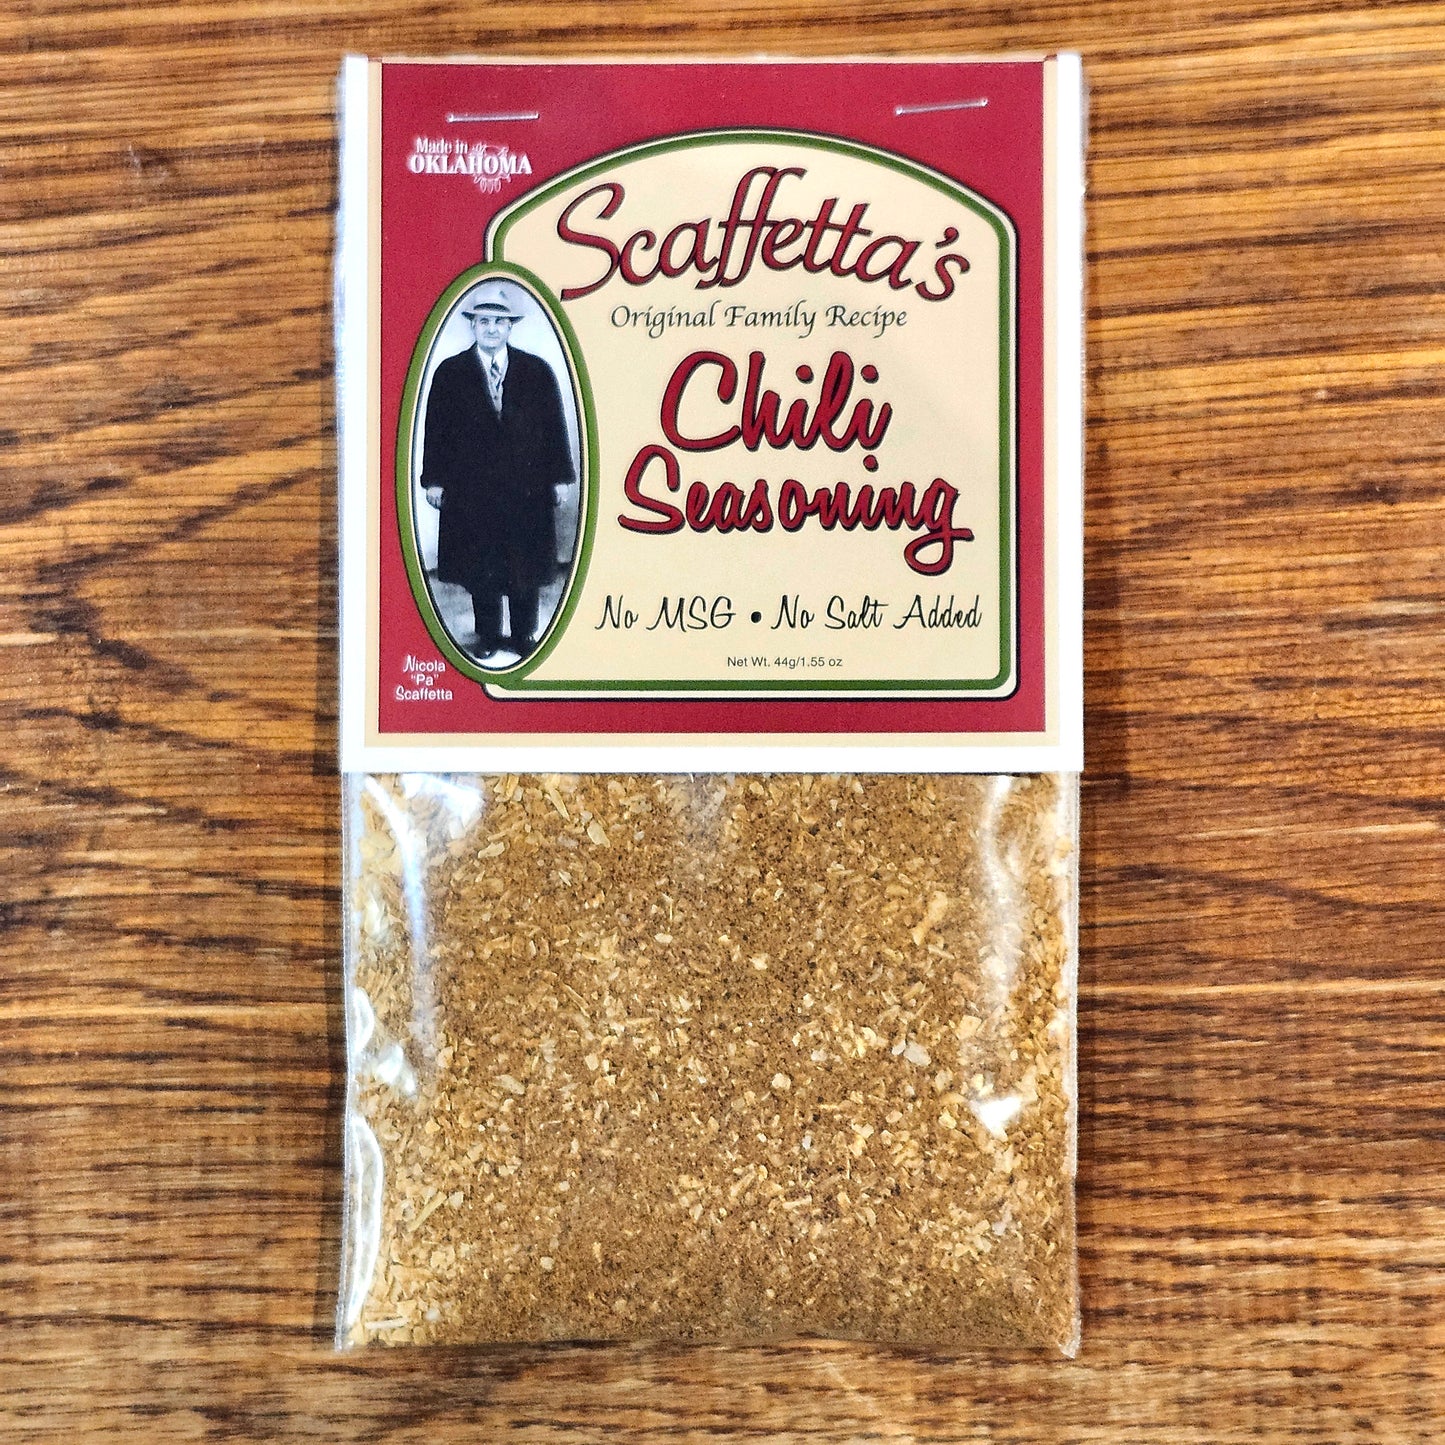 Made in
OKLAHOMA
Scaffetta's
Original Family Recipe
Chili
Seasoning
No MSG • No Salt Added
Net Wt. 44g/1.55 oz
Nicola
"Pa"
Scaffetta